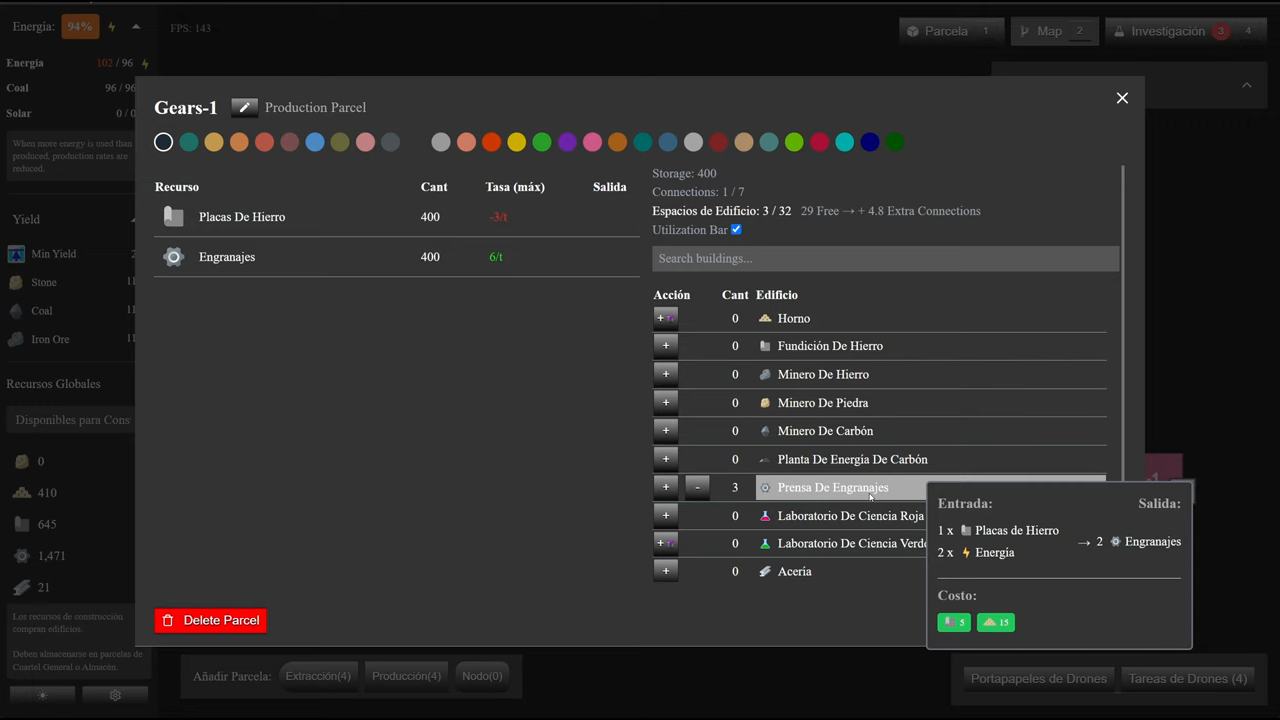 Energía: 94%
FPS: 143
Parcela 1
Map 2
Investigación 3 4
Energía 102 / 96
Coal 96 / 96
Solar 0 / 0
When more energy is used than produced, production rates are reduced.
Yield
Min Yield 2
Stone 11
Coal 11
Iron Ore 11
Recursos Globales
Disponibles para Cons
0
410
645
1,471
21
Los recursos de construcción compran edificios.
Deben almacenarse en parcelas de Cuartel General o Almacén.
Gears-1
Production Parcel
Recurso Cant Tasa (máx) Salida
Placas De Hierro 400 -3/t
Engranajes 400 6/t
Delete Parcel
Storage: 400
Connections: 1 / 7
Espacios de Edificio: 3 / 32 29 Free → + 4.8 Extra Connections
Utilization Bar
Search buildings...
Acción Cant Edificio
+ 0 Horno
+ 0 Fundición De Hierro
+ 0 Minero De Hierro
+ 0 Minero De Piedra
+ 0 Minero De Carbón
+ 0 Planta De Energía De Carbón
+ - 3 Prensa De Engranajes
+ 0 Laboratorio De Ciencia Roja
+ 0 Laboratorio De Ciencia Verde
+ 0 Acería
Entrada: Salida:
1 x Placas de Hierro
2 x Energía
→ 2 Engranajes
Costo:
5 15
Añadir Parcela: Extracción(4) Producción(4) Nodo(0)
Portapapeles de Drones
Tareas de Drones (4)